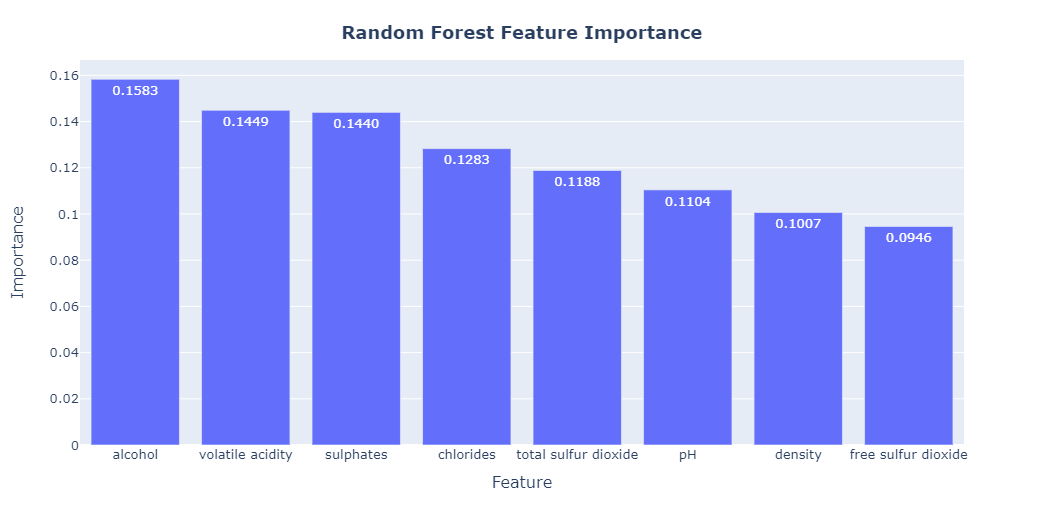 Random Forest Feature Importance
Importance
0.16
0.14
0.12
0.1
0.08
0.06
0.04
0.02
0
0.1583
0.1449
0.1440
0.1283
0.1188
0.1104
0.1007
0.0946
alcohol
volatile acidity
sulphates
chlorides
total sulfur dioxide
pH
density
free sulfur dioxide
Feature